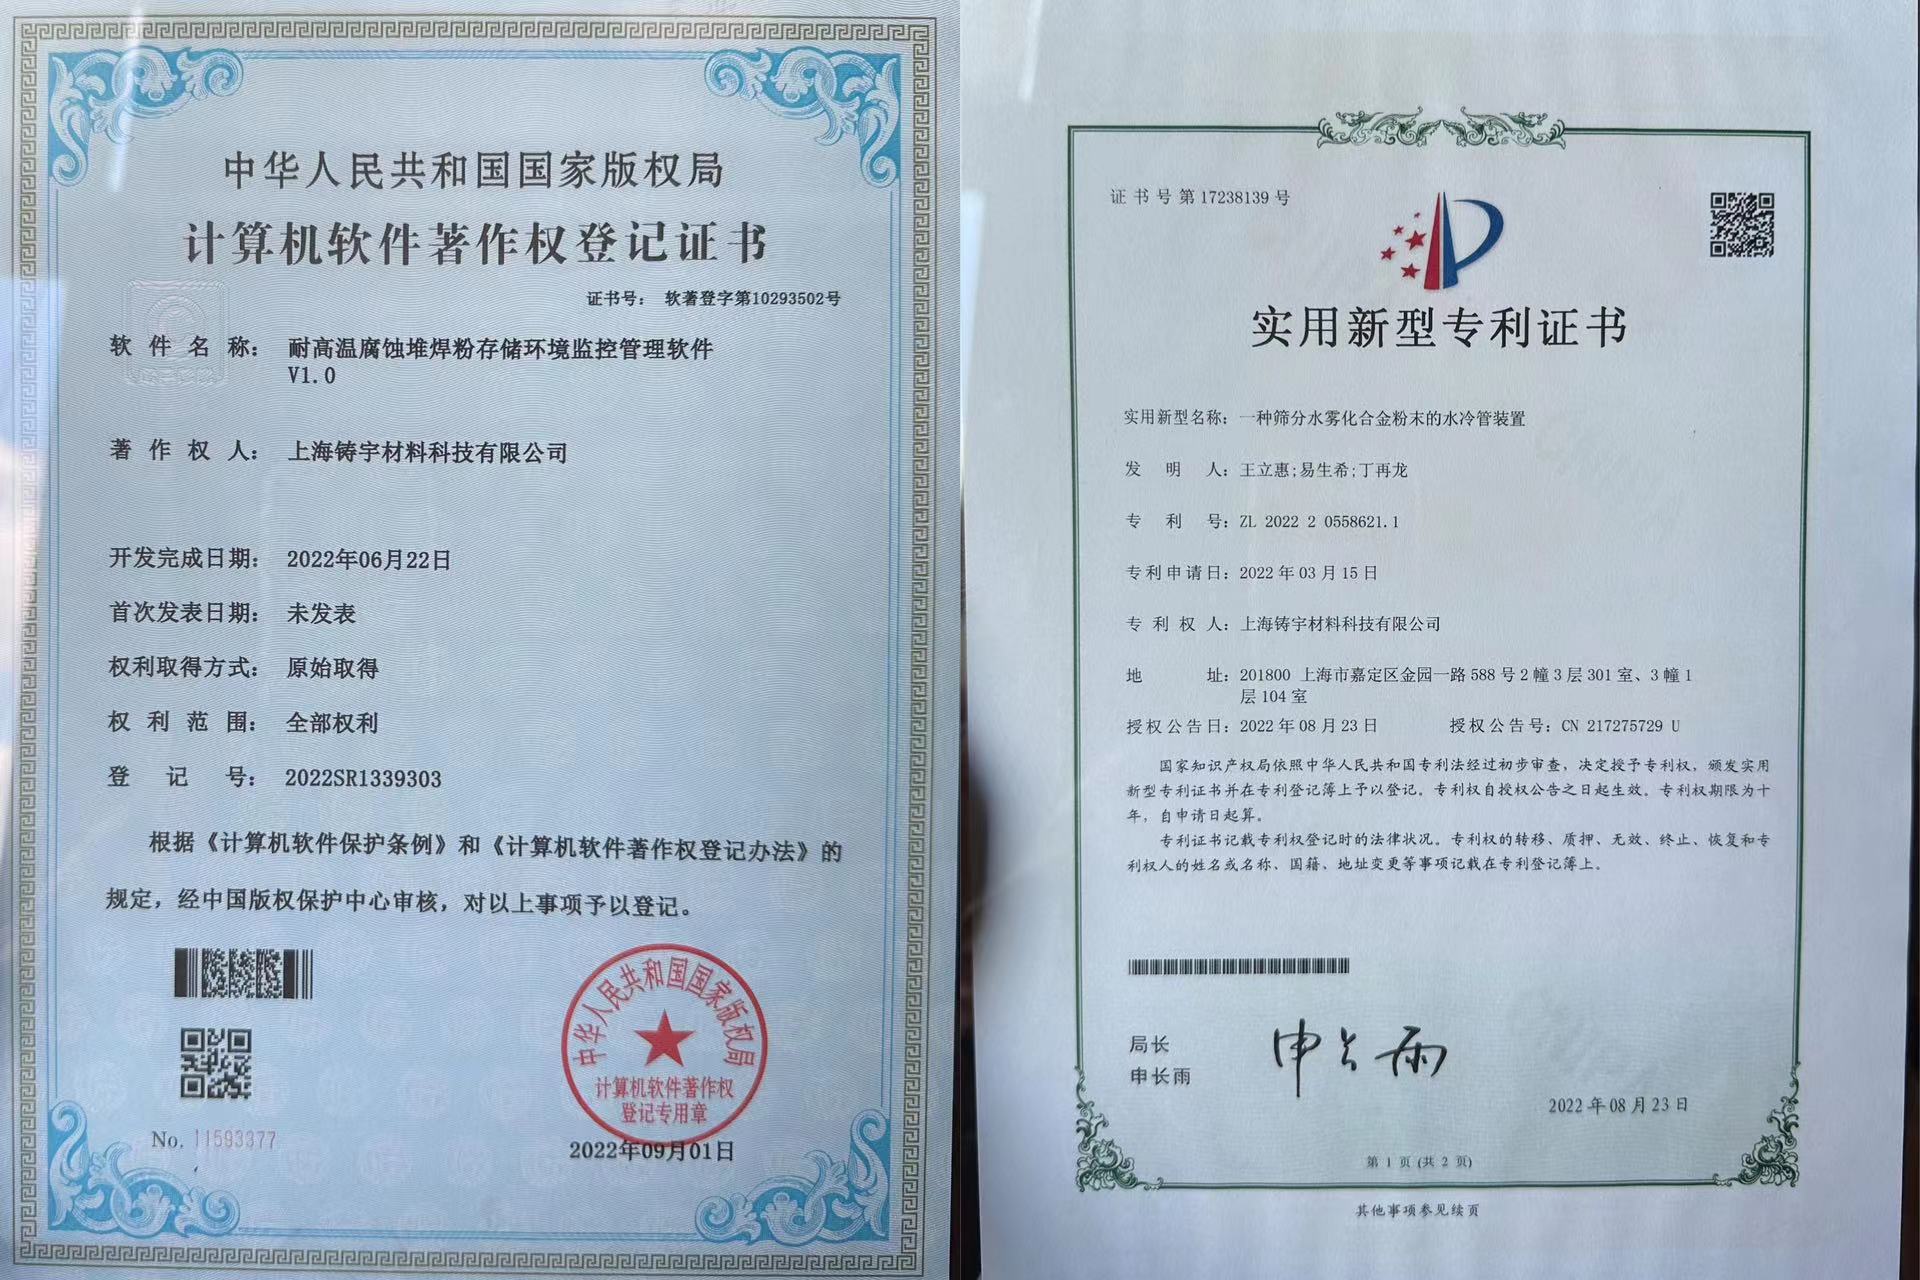 中华人民共和国国家版权局
计算机软件著作权登记证书
证书号： 软著登字第10293502号
软件名称： 耐高温腐蚀堆焊粉存储环境监控管理软件
V1.0
著作权人： 上海铸宇材料科技有限公司
开发完成日期： 2022年06月22日
首次发表日期： 未发表
权利取得方式： 原始取得
权利范围： 全部权利
登记号： 2022SR1339303
根据《计算机软件保护条例》和《计算机软件著作权登记办法》的
规定，经中国版权保护中心审核，对以上事项予以登记。
中华人民共和国国家版权局
计算机软件著作权
登记专用章
No. 11593377
2022年09月01日
证书号第17238139号
实用新型专利证书
实用新型名称：一种筛分水雾化合金粉末的水冷管装置
发明人：王立惠;易生希;丁再龙
专利号：ZL 2022 2 0558621.1
专利申请日：2022年03月15日
专利权人：上海铸宇材料科技有限公司
地址：201800 上海市嘉定区金园一路588号2幢3层301室、3幢1
层104室
授权公告日：2022年08月23日 授权公告号：CN 217275729 U
国家知识产权局依照中华人民共和国专利法经过初步审查，决定授予专利权，颁发实用
新型专利证书并在专利登记簿上予以登记。专利权自授权公告之日起生效。专利权期限为十
年，自申请日起算。
专利证书记载专利权登记时的法律状况。专利权的转移、质押、无效、终止、恢复和专
利权人的姓名或名称、国籍、地址变更等事项记载在专利登记簿上。
局长
申长雨
申长雨
2022年08月23日
第 1 页 (共 2 页)
其他事项参见续页